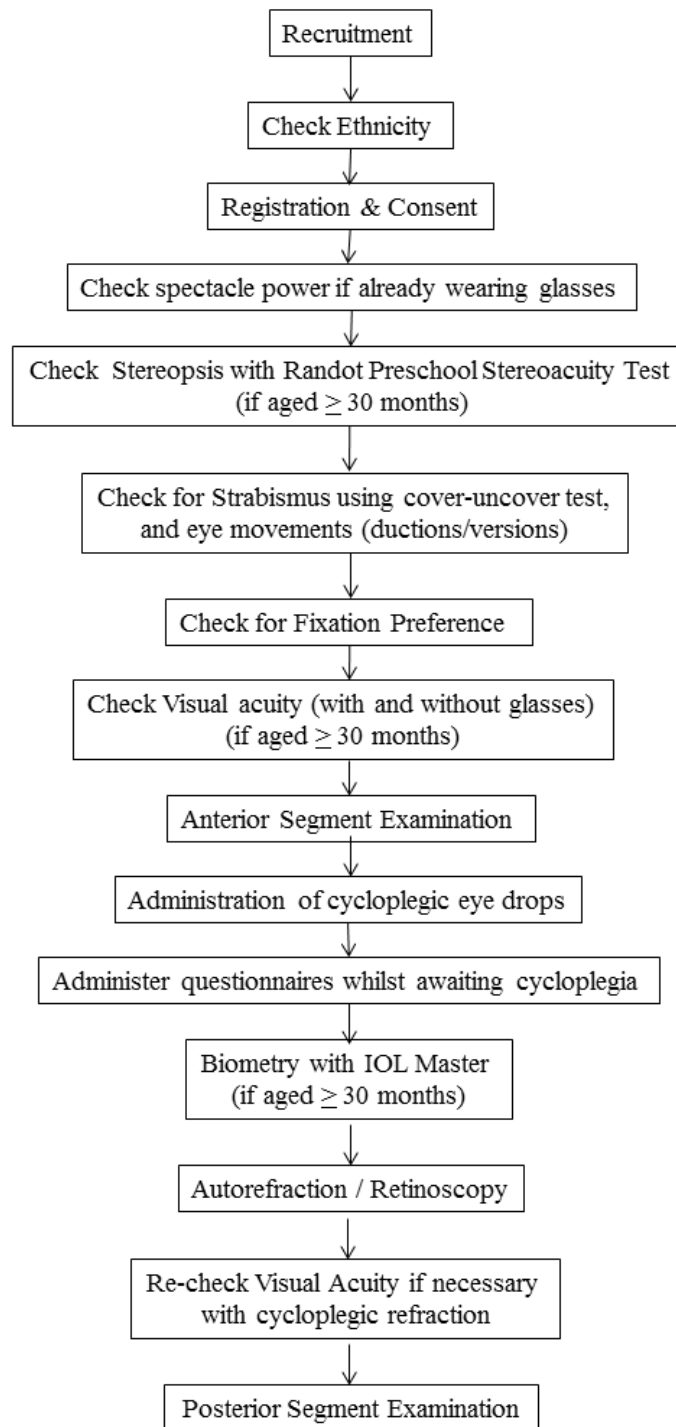 Recruitment
Check Ethnicity
Registration & Consent
Check spectacle power if already wearing glasses
Check Stereopsis with Randot Preschool Stereoacuity Test
(if aged ≥ 30 months)
Check for Strabismus using cover-uncover test,
and eye movements (ductions/versions)
Check for Fixation Preference
Check Visual acuity (with and without glasses)
(if aged ≥ 30 months)
Anterior Segment Examination
Administration of cycloplegic eye drops
Administer questionnaires whilst awaiting cycloplegia
Biometry with IOL Master
(if aged ≥ 30 months)
Autorefraction / Retinoscopy
Re-check Visual Acuity if necessary
with cycloplegic refraction
Posterior Segment Examination